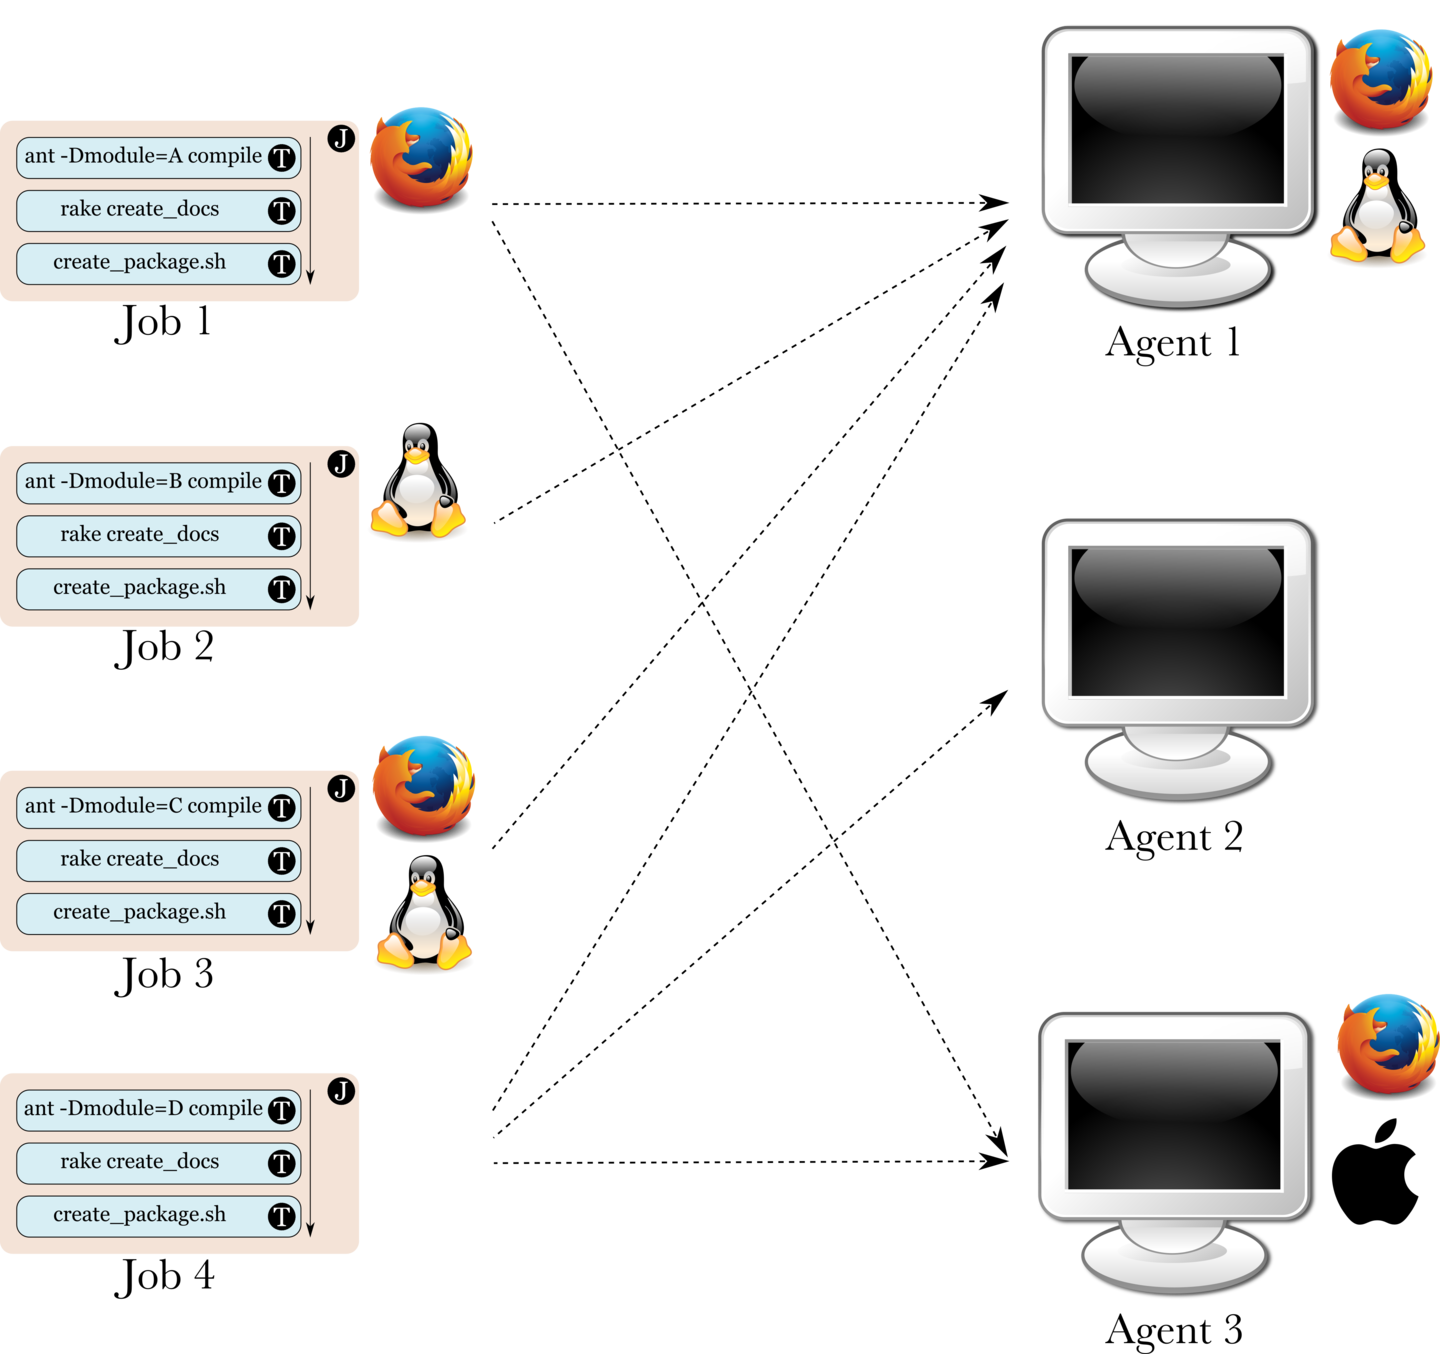 J
ant -Dmodule=A compile T
rake create_docs T
create_package.sh T
Job 1
J
ant -Dmodule=B compile T
rake create_docs T
create_package.sh T
Job 2
J
ant -Dmodule=C compile T
rake create_docs T
create_package.sh T
Job 3
J
ant -Dmodule=D compile T
rake create_docs T
create_package.sh T
Job 4
Agent 1
Agent 2
Agent 3